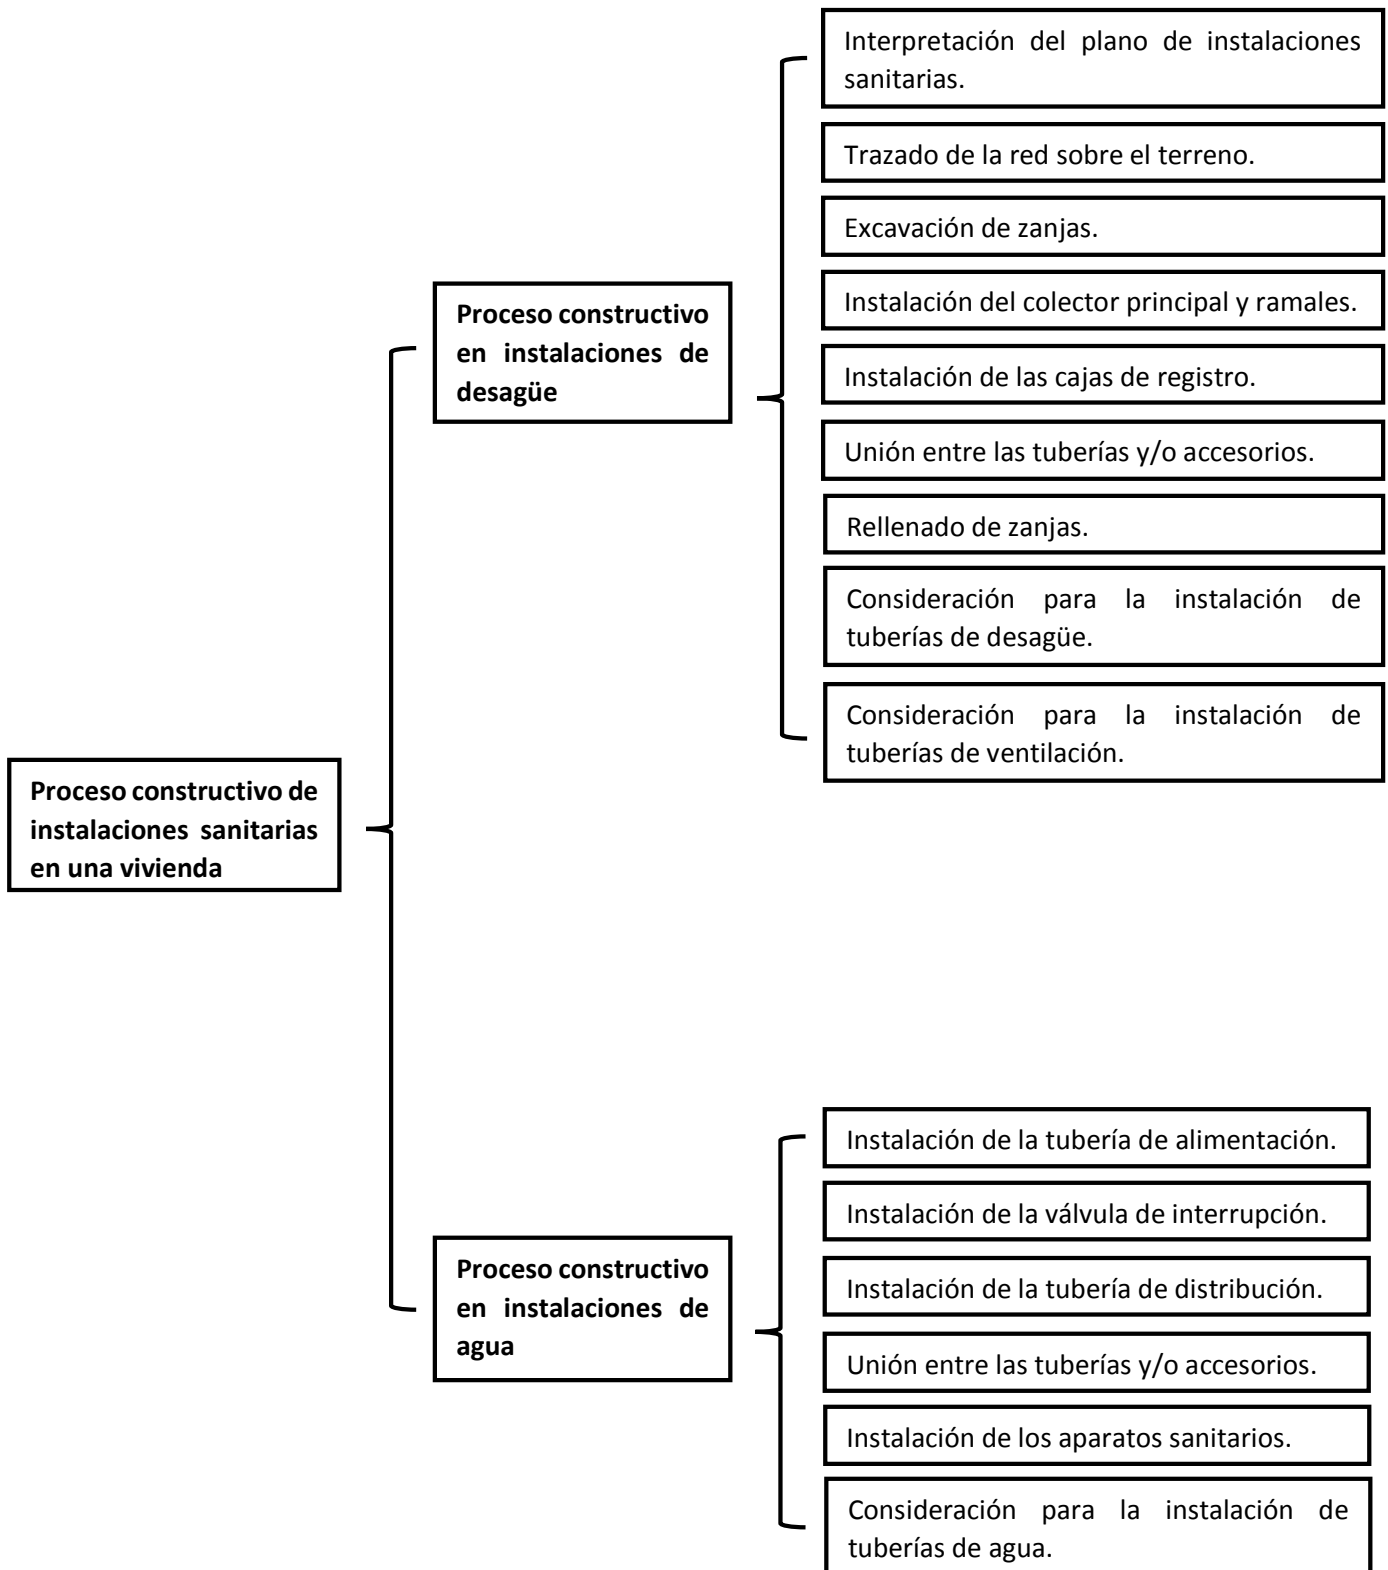 Proceso constructivo de
instalaciones sanitarias
en una vivienda
Proceso constructivo
en instalaciones de
desagüe
Interpretación del plano de instalaciones
sanitarias.
Trazado de la red sobre el terreno.
Excavación de zanjas.
Instalación del colector principal y ramales.
Instalación de las cajas de registro.
Unión entre las tuberías y/o accesorios.
Rellenado de zanjas.
Consideración para la instalación de
tuberías de desagüe.
Consideración para la instalación de
tuberías de ventilación.
Proceso constructivo
en instalaciones de
agua
Instalación de la tubería de alimentación.
Instalación de la válvula de interrupción.
Instalación de la tubería de distribución.
Unión entre las tuberías y/o accesorios.
Instalación de los aparatos sanitarios.
Consideración para la instalación de
tuberías de agua.